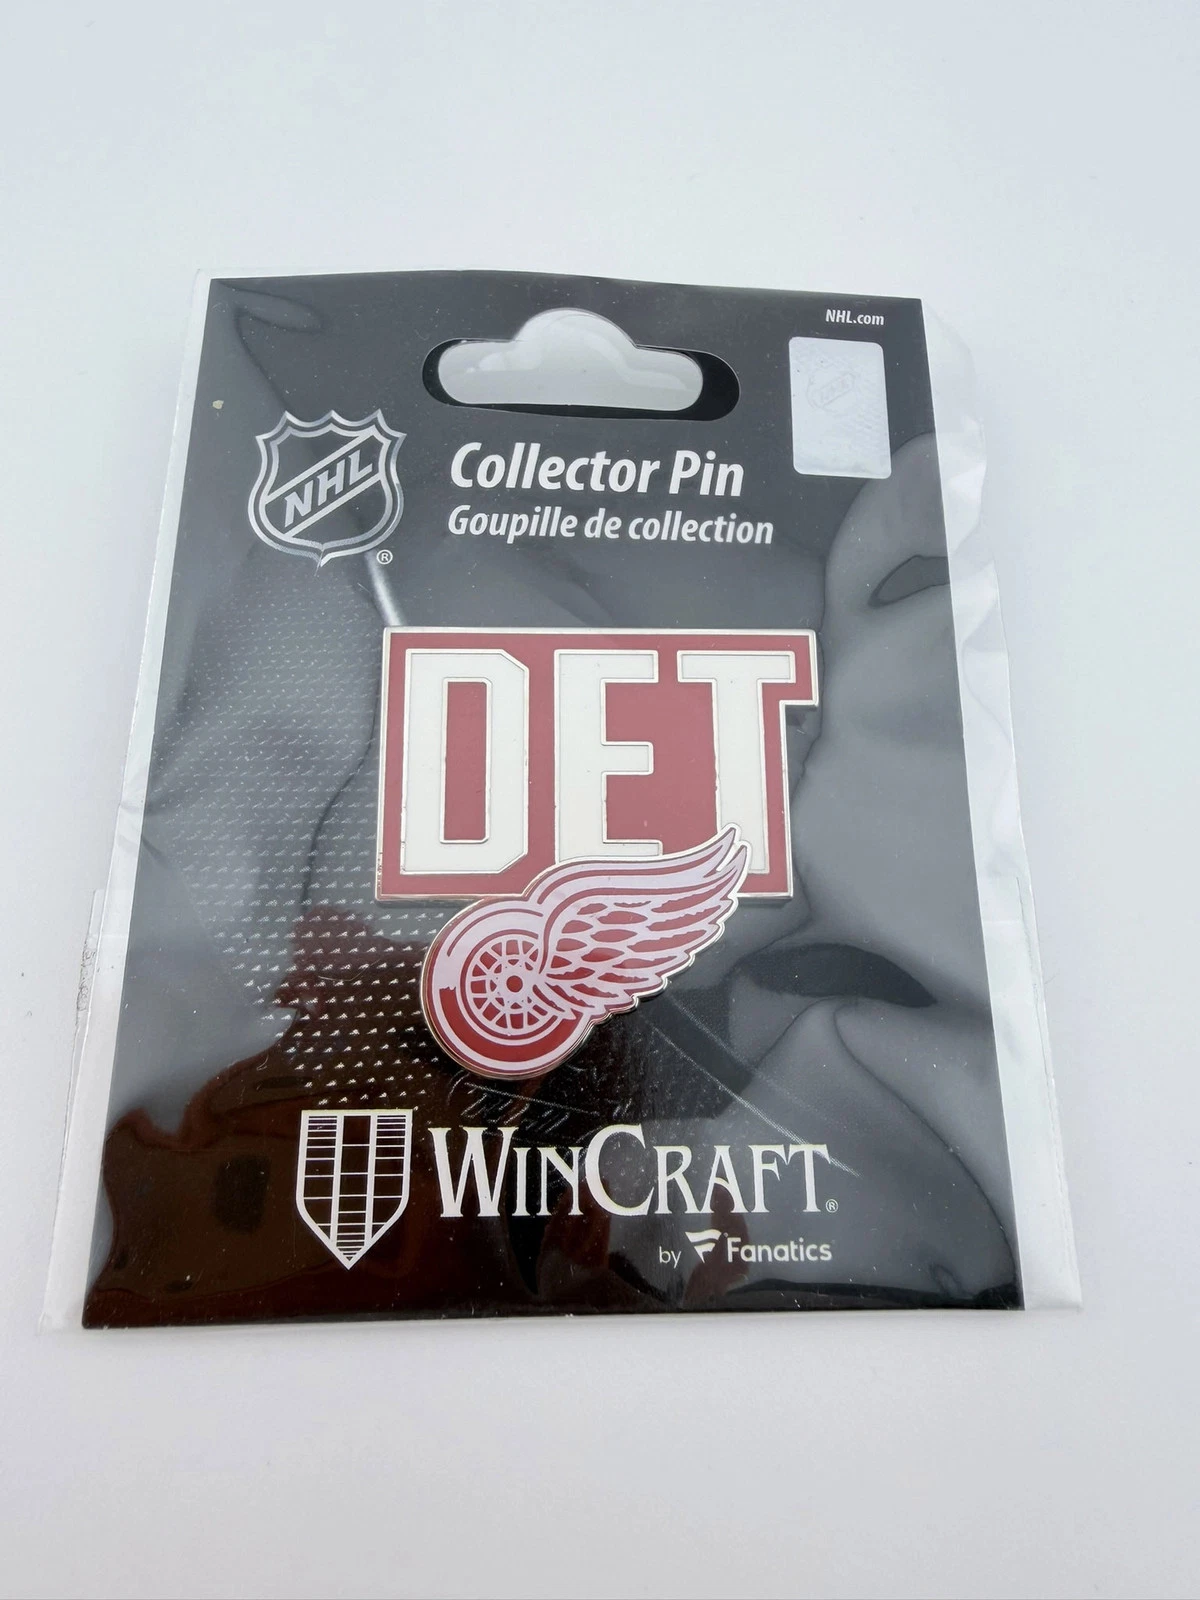 NHL.com
NHL
®
Collector Pin
Goupille de collection
DET
WINCRAFT®
by Fanatics